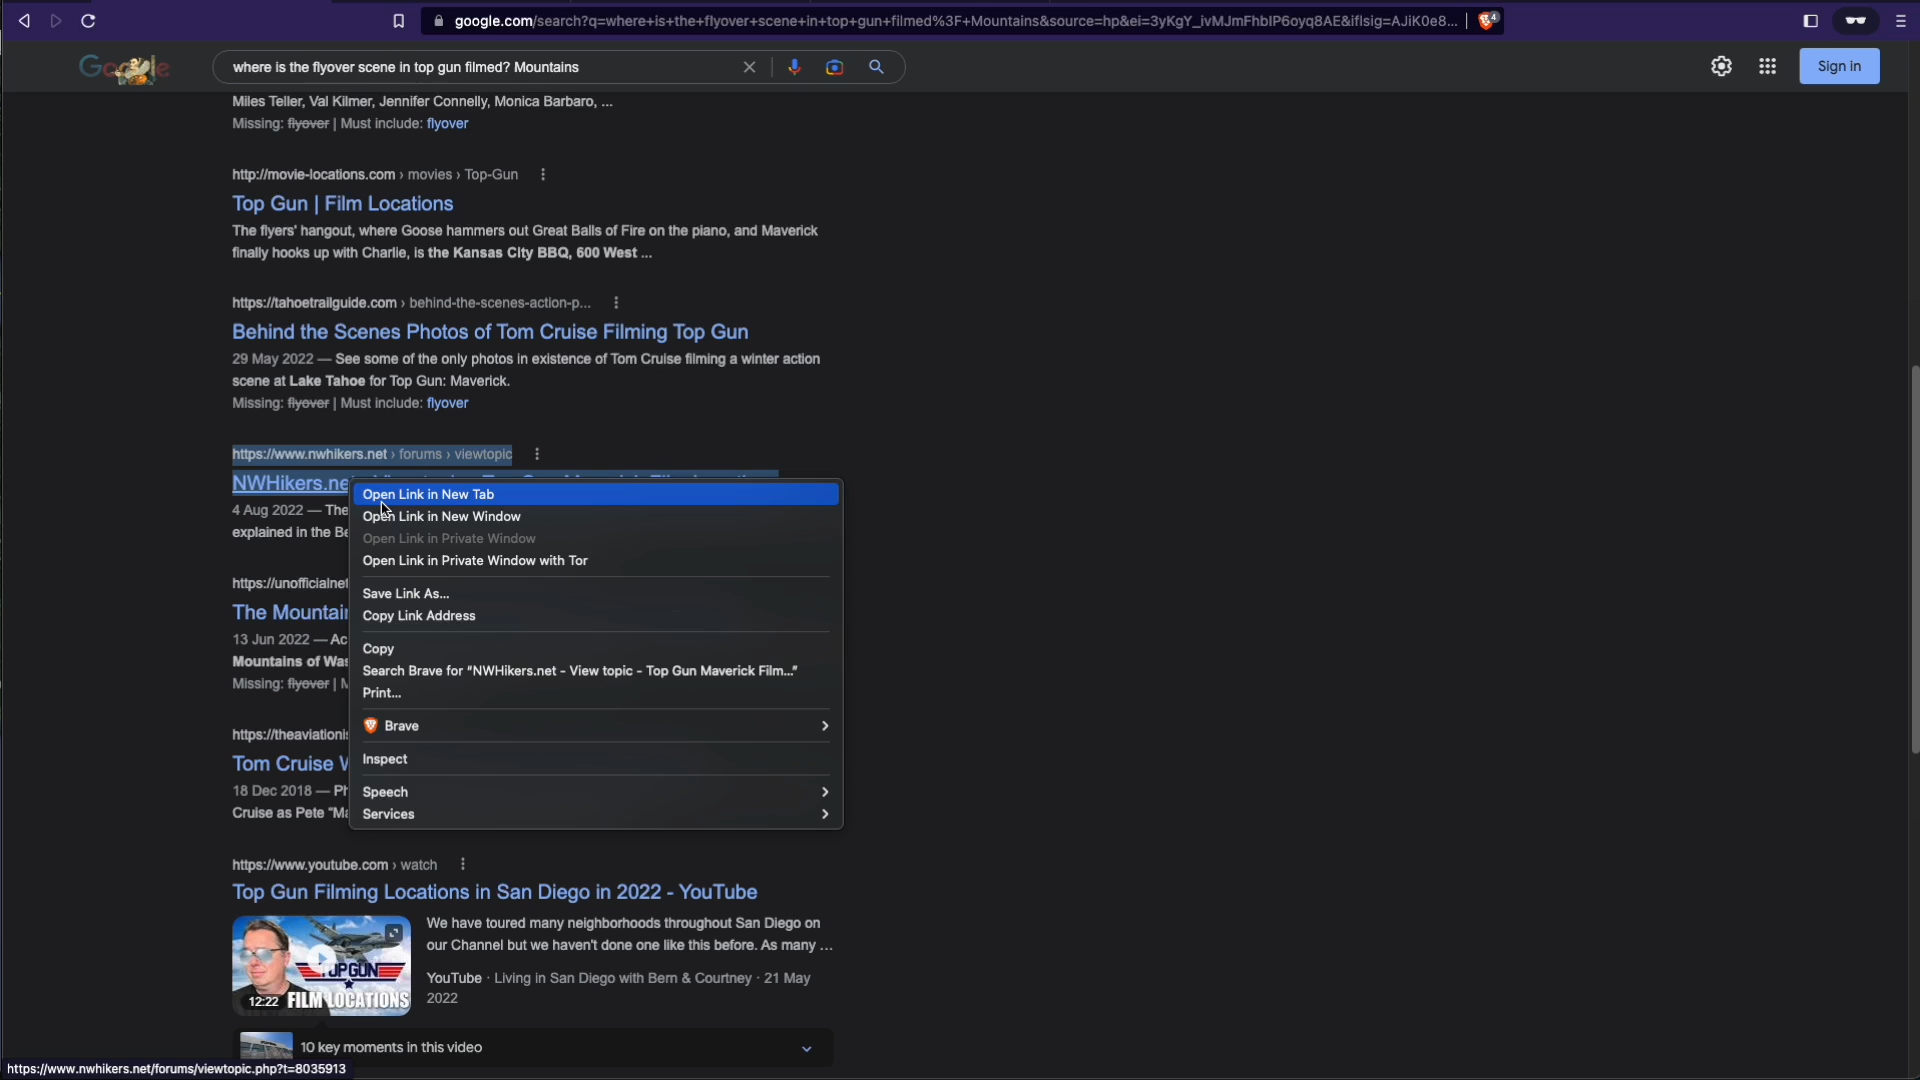 google.com/search?q=where+is+the+flyover+scene+in+top+gun+filmed%3F+Mountains&source=hp&ei=3yKgY_ivMJmFhbIP6oyq8AE&iflsig=AJiK0e8...
4
Google
where is the flyover scene in top gun filmed? Mountains
Sign in
Miles Teller, Val Kilmer, Jennifer Connelly, Monica Barbaro, ...
Missing: flyover | Must include: flyover
http://movie-locations.com › movies › Top-Gun
Top Gun | Film Locations
The flyers' hangout, where Goose hammers out Great Balls of Fire on the piano, and Maverick
finally hooks up with Charlie, is the Kansas City BBQ, 600 West ...
https://tahoetrailguide.com › behind-the-scenes-action-p...
Behind the Scenes Photos of Tom Cruise Filming Top Gun
29 May 2022 — See some of the only photos in existence of Tom Cruise filming a winter action
scene at Lake Tahoe for Top Gun: Maverick.
Missing: flyover | Must include: flyover
https://www.nwhikers.net › forums › viewtopic
NWHikers.ne
4 Aug 2022 — The
explained in the Be
Open Link in New Tab
Open Link in New Window
Open Link in Private Window
Open Link in Private Window with Tor
Save Link As...
Copy Link Address
Copy
Search Brave for "NWHikers.net - View topic - Top Gun Maverick Film..."
Print...
Brave
Inspect
Speech
Services
https://unofficialnet
The Mountai
13 Jun 2022 — Ac
Mountains of Was
Missing: flyover | M
https://theaviationis
Tom Cruise
18 Dec 2018 — Ph
Cruise as Pete "Ma
https://www.youtube.com › watch
Top Gun Filming Locations in San Diego in 2022 - YouTube
We have toured many neighborhoods throughout San Diego on
our Channel but we haven't done one like this before. As many ...
YouTube · Living in San Diego with Bern & Courtney · 21 May
2022
TOPGUN
12:22 FILM LOCATIONS
10 key moments in this video
https://www.nwhikers.net/forums/viewtopic.php?t=8035913